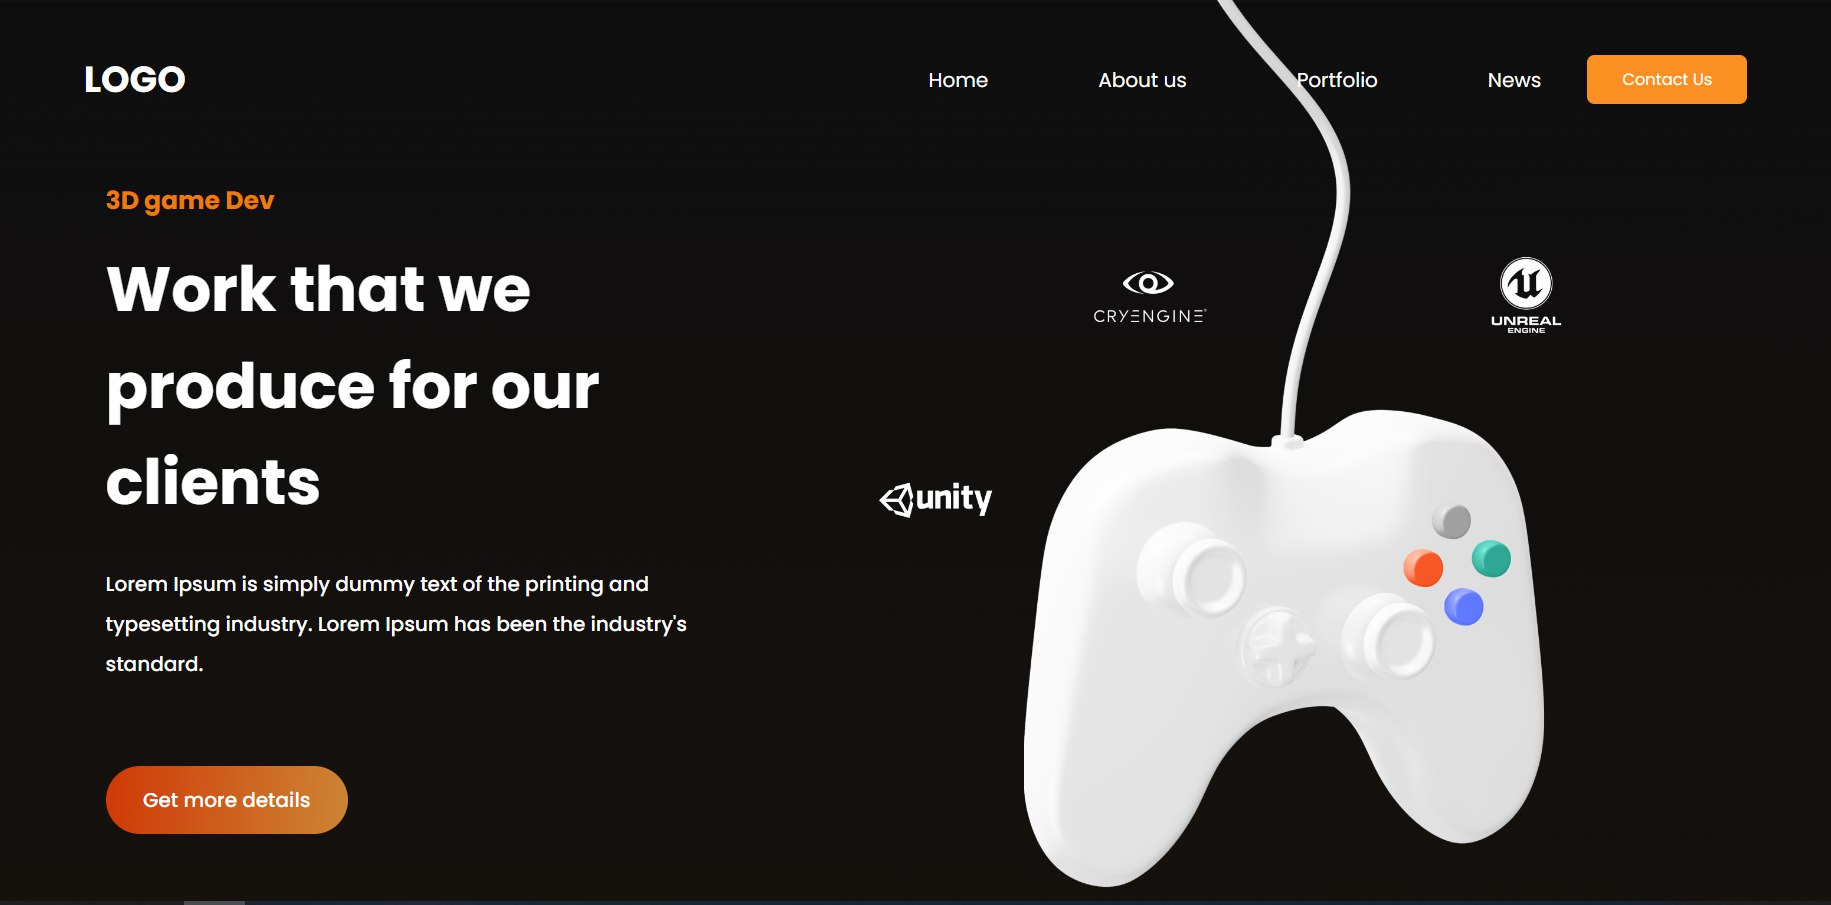 LOGO
Home
About us
Portfolio
News
Contact Us
3D game Dev
Work that we
produce for our
clients
CRYENGINE®
UNREAL
ENGINE
unity
Lorem Ipsum is simply dummy text of the printing and
typesetting industry. Lorem Ipsum has been the industry's
standard.
Get more details